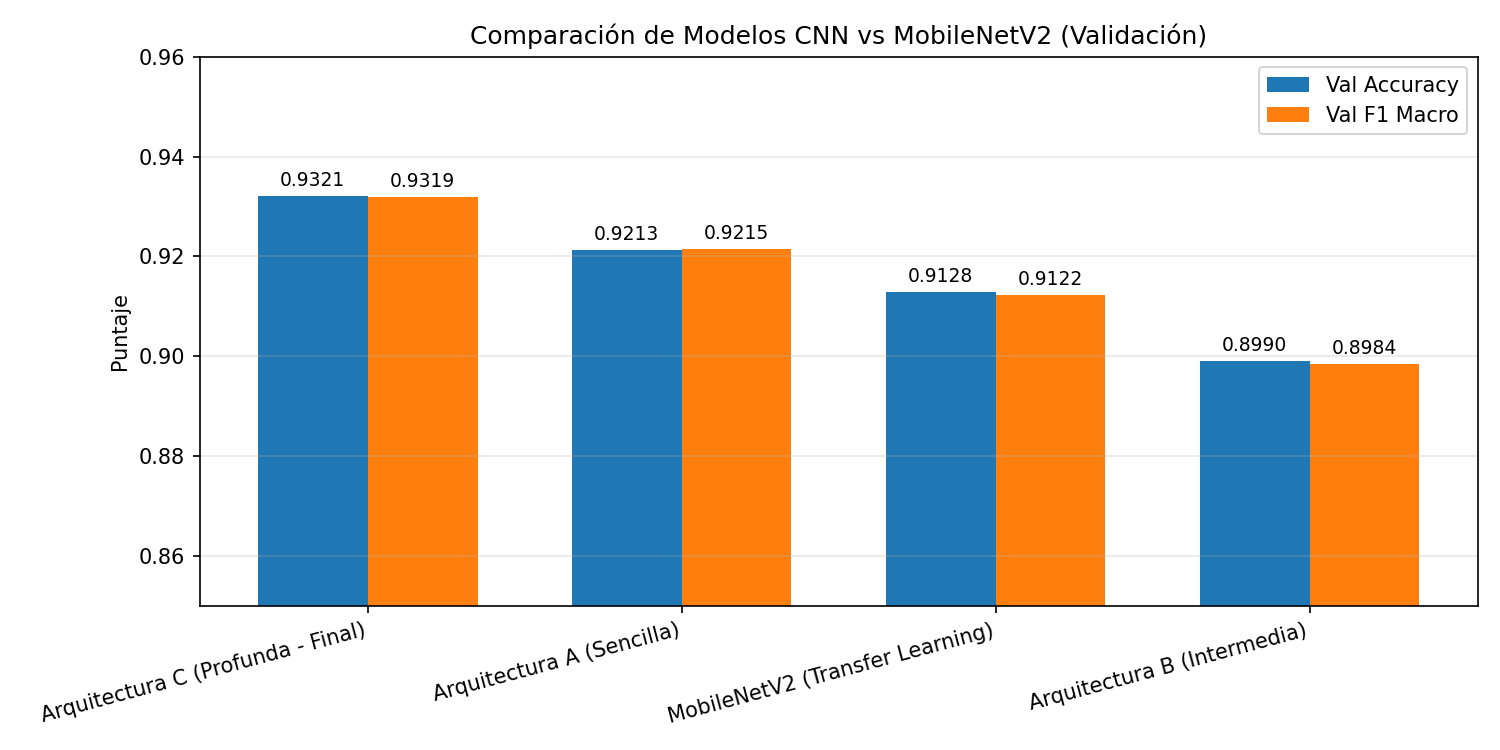 Comparación de Modelos CNN vs MobileNetV2 (Validación)
Val Accuracy
Val F1 Macro
Puntaje
0.96
0.94
0.92
0.90
0.88
0.86
0.9321
0.9319
0.9213
0.9215
0.9128
0.9122
0.8990
0.8984
Arquitectura C (Profunda - Final)
Arquitectura A (Sencilla)
MobileNetV2 (Transfer Learning)
Arquitectura B (Intermedia)